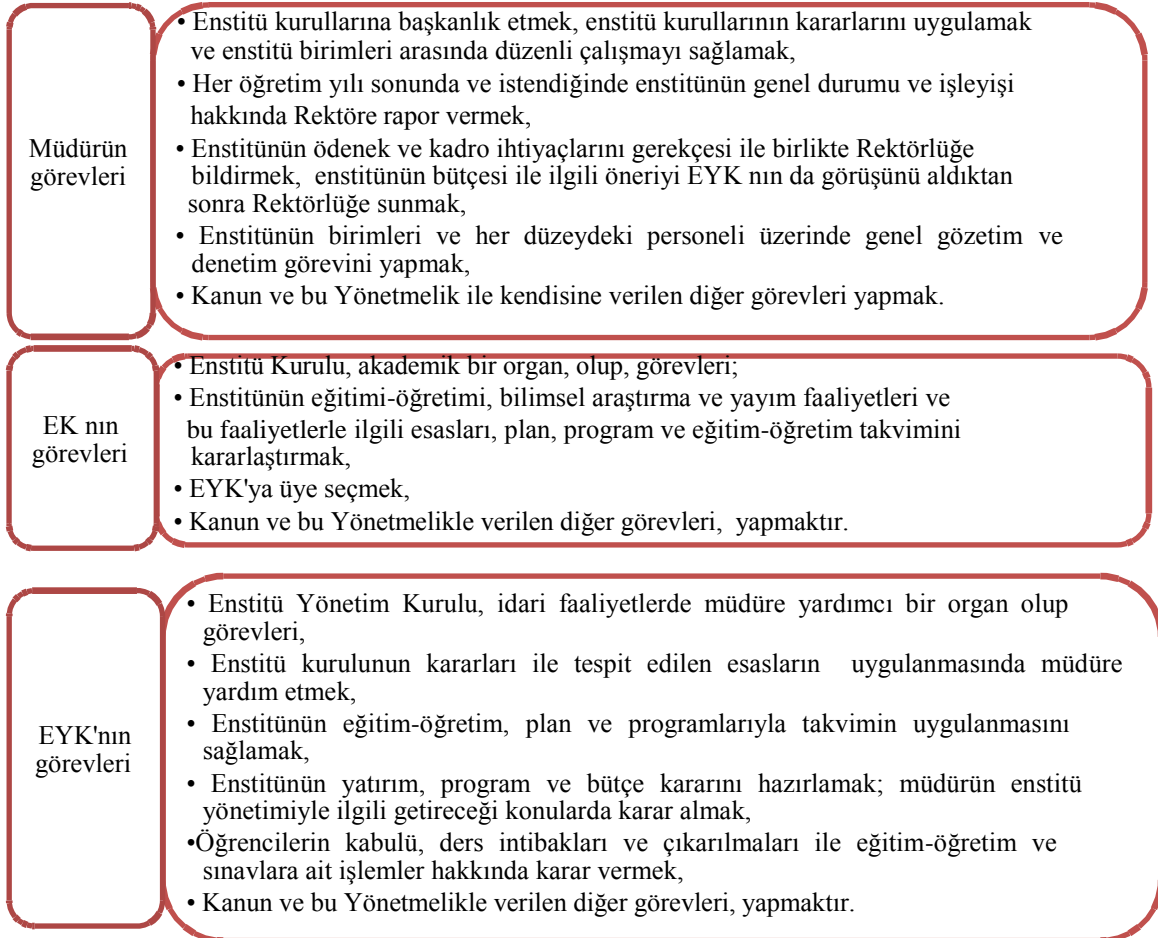 Müdürün
görevleri
• Enstitü kurullarına başkanlık etmek, enstitü kurullarının kararlarını uygulamak
ve enstitü birimleri arasında düzenli çalışmayı sağlamak,
• Her öğretim yılı sonunda ve istendiğinde enstitünün genel durumu ve işleyişi
hakkında Rektöre rapor vermek,
• Enstitünün ödenek ve kadro ihtiyaçlarını gerekçesi ile birlikte Rektörlüğe
bildirmek, enstitünün bütçesi ile ilgili öneriyi EYK nın da görüşünü aldıktan
sonra Rektörlüğe sunmak,
• Enstitünün birimleri ve her düzeydeki personeli üzerinde genel gözetim ve
denetim görevini yapmak,
• Kanun ve bu Yönetmelik ile kendisine verilen diğer görevleri yapmak.
EK nın
görevleri
• Enstitü Kurulu, akademik bir organ, olup, görevleri;
• Enstitünün eğitimi-öğretimi, bilimsel araştırma ve yayım faaliyetleri ve
bu faaliyetlerle ilgili esasları, plan, program ve eğitim-öğretim takvimini
kararlaştırmak,
• EYK'ya üye seçmek,
• Kanun ve bu Yönetmelikle verilen diğer görevleri, yapmaktır.
EYK'nın
görevleri
• Enstitü Yönetim Kurulu, idari faaliyetlerde müdüre yardımcı bir organ olup
görevleri,
• Enstitü kurulunun kararları ile tespit edilen esasların uygulanmasında müdüre
yardım etmek,
• Enstitünün eğitim-öğretim, plan ve programlarıyla takvimin uygulanmasını
sağlamak,
• Enstitünün yatırım, program ve bütçe kararını hazırlamak; müdürün enstitü
yönetimiyle ilgili getireceği konularda karar almak,
•Öğrencilerin kabulü, ders intibakları ve çıkarılmaları ile eğitim-öğretim ve
sınavlara ait işlemler hakkında karar vermek,
• Kanun ve bu Yönetmelikle verilen diğer görevleri, yapmaktır.